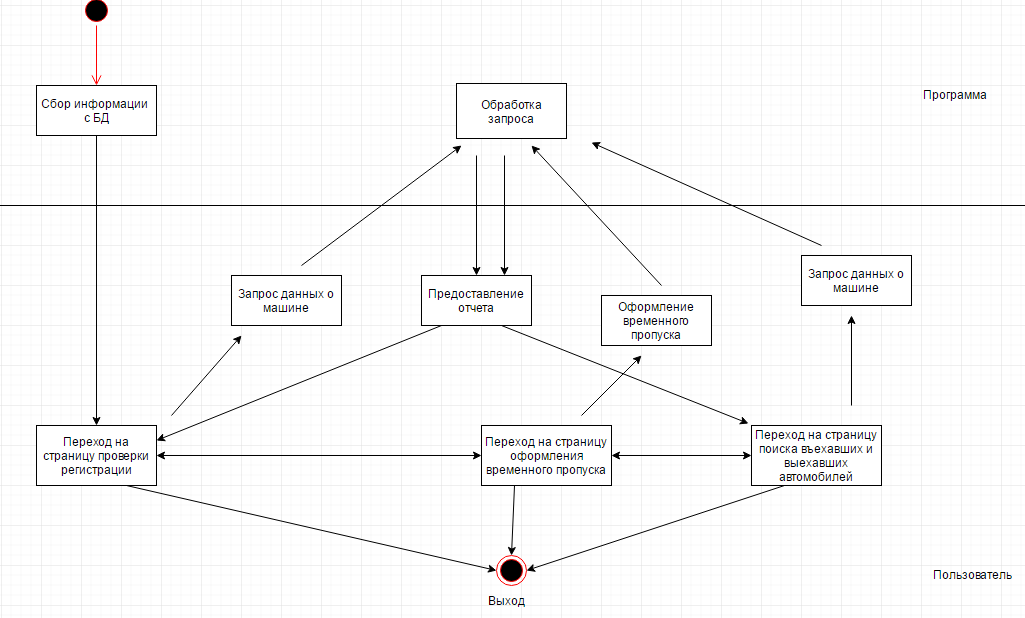 Сбор информации
с БД
Обработка
запроса
Программа
Запрос данных о
машине
Предоставление
отчета
Оформление
временного
пропуска
Запрос данных о
машине
Переход на
страницу проверки
регистрации
Переход на страницу
оформления
временного пропуска
Переход на страницу
поиска въехавших и
выехавших
автомобилей
Выход
Пользователь